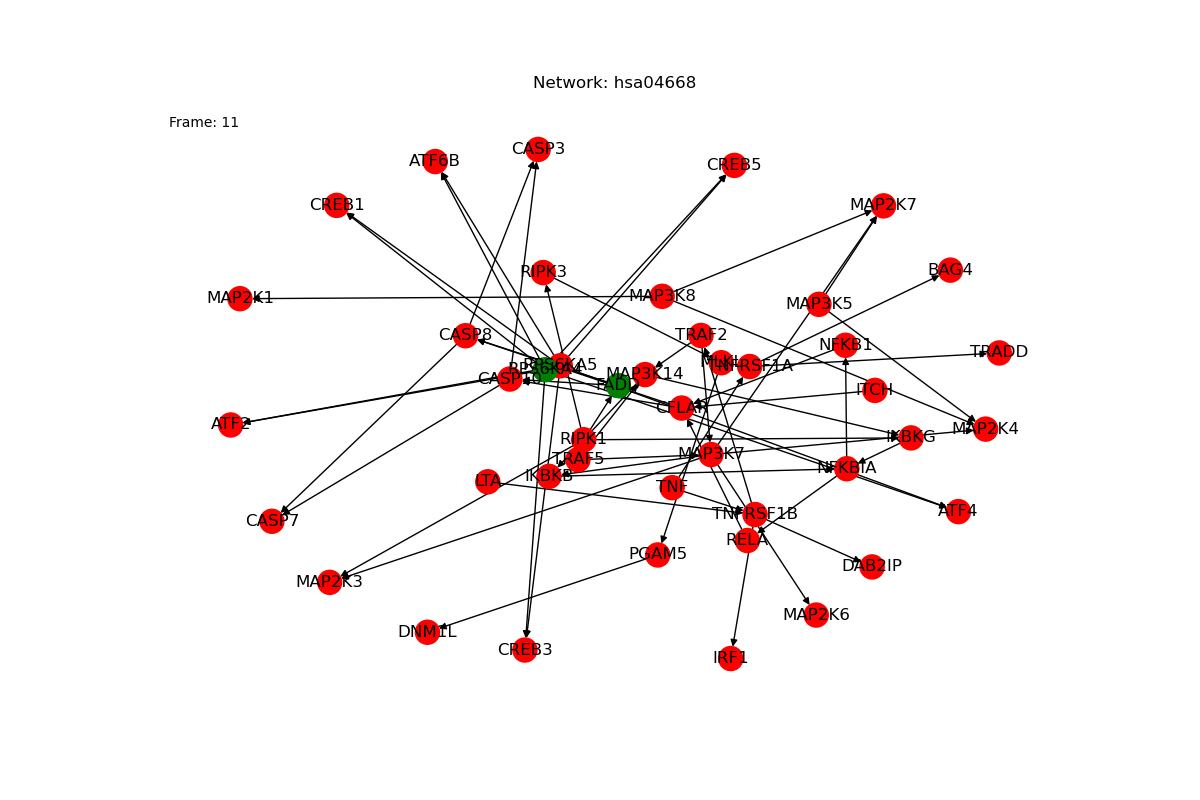 Network: hsa04668
Frame: 11
CASP3
ATF6B
CREB5
CREB1
MAP2K7
BAG4
RIPK3
MAP2K1
MAP3K8
MAP3K5
CASP8
TRAF2
NFKB1
TRADD
MLKL
TNFRSF1A
MAP3K14
FADD
ITCH
CFLAR
ATF2
MAP2K4
IKBKG
RIPK1
MAP3K7
TRAF5
NFKBIA
IKBKB
LTA
TNF
TNFRSF1B
ATF4
CASP7
RELA
PGAM5
DAB2IP
MAP2K3
MAP2K6
DNM1L
CREB3
IRF1